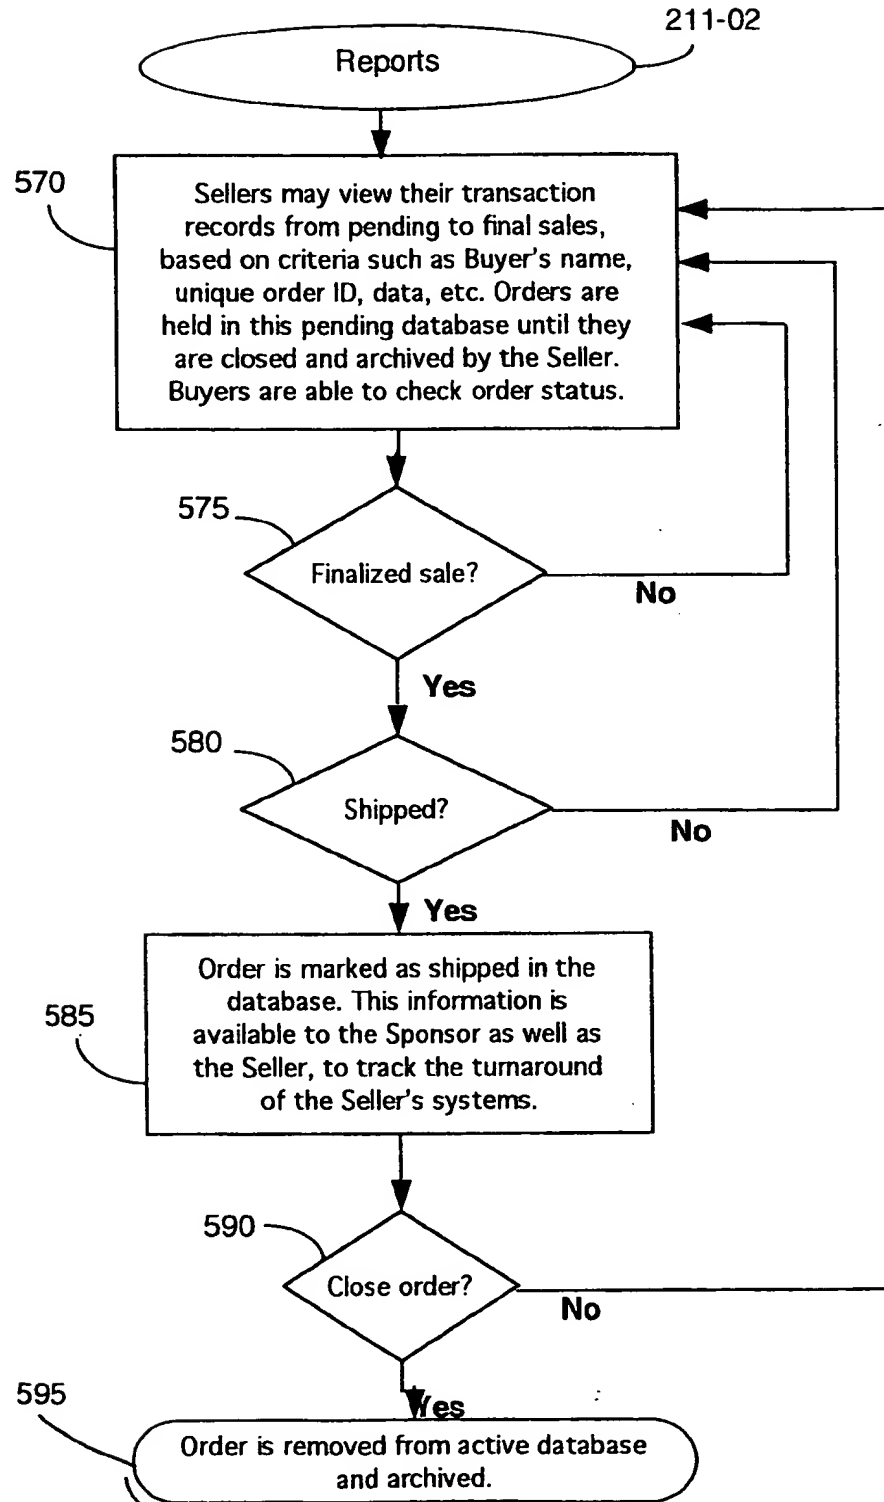 211-02
Reports
570
Sellers may view their transaction
records from pending to final sales,
based on criteria such as Buyer's name,
unique order ID, data, etc. Orders are
held in this pending database until they
are closed and archived by the Seller.
Buyers are able to check order status.
575
Finalized sale?
No
Yes
580
Shipped?
No
Yes
585
Order is marked as shipped in the
database. This information is
available to the Sponsor as well as
the Seller, to track the turnaround
of the Seller's systems.
590
Close order?
No
Yes
595
Order is removed from active database
and archived.